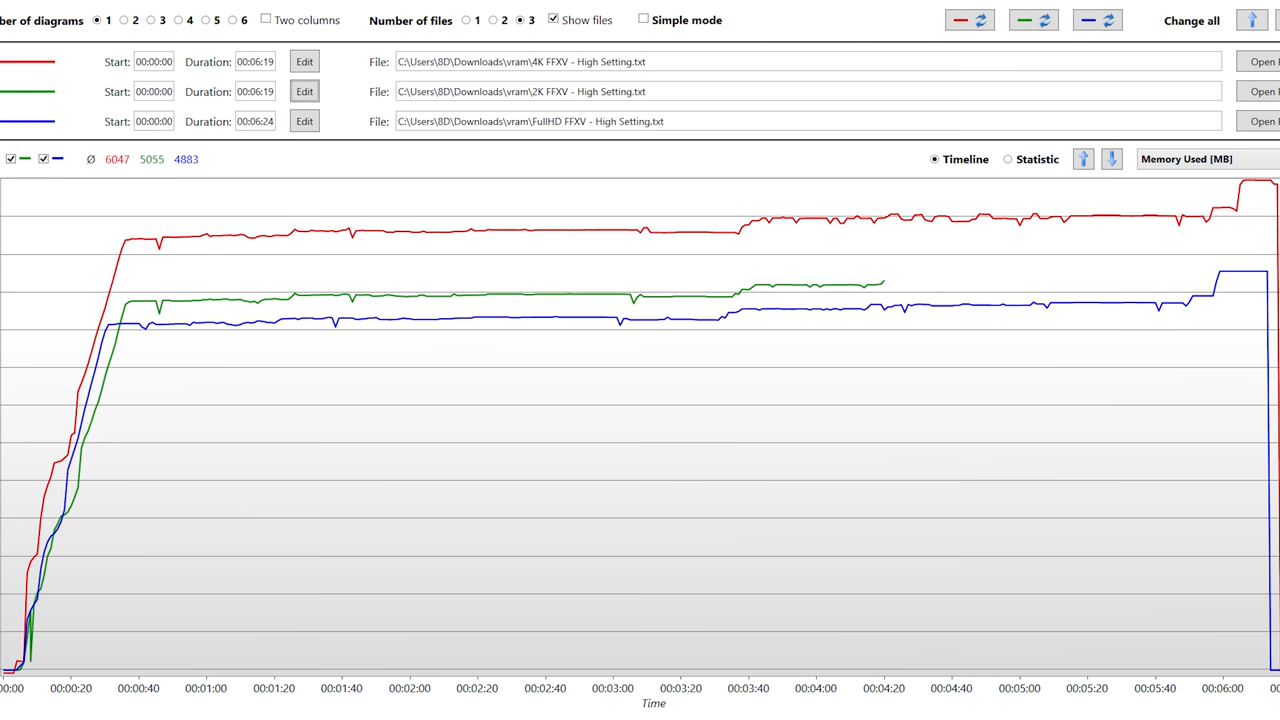 ber of diagrams 1 2 3 4 5 6 Two columns Number of files 1 2 3 Show files Simple mode Change all
Start: 00:00:00 Duration: 00:06:19 Edit File: C:\Users\8D\Downloads\vram\4K FFXV - High Setting.txt Open F
Start: 00:00:00 Duration: 00:06:19 Edit File: C:\Users\8D\Downloads\vram\2K FFXV - High Setting.txt Open F
Start: 00:00:00 Duration: 00:06:24 Edit File: C:\Users\8D\Downloads\vram\FullHD FFXV - High Setting.txt Open F
Ø 6047 5055 4883 Timeline Statistic Memory Used [MB]
00:00 00:00:20 00:00:40 00:01:00 00:01:20 00:01:40 00:02:00 00:02:20 00:02:40 00:03:00 00:03:20 00:03:40 00:04:00 00:04:20 00:04:40 00:05:00 00:05:20 00:05:40 00:06:00 00
Time